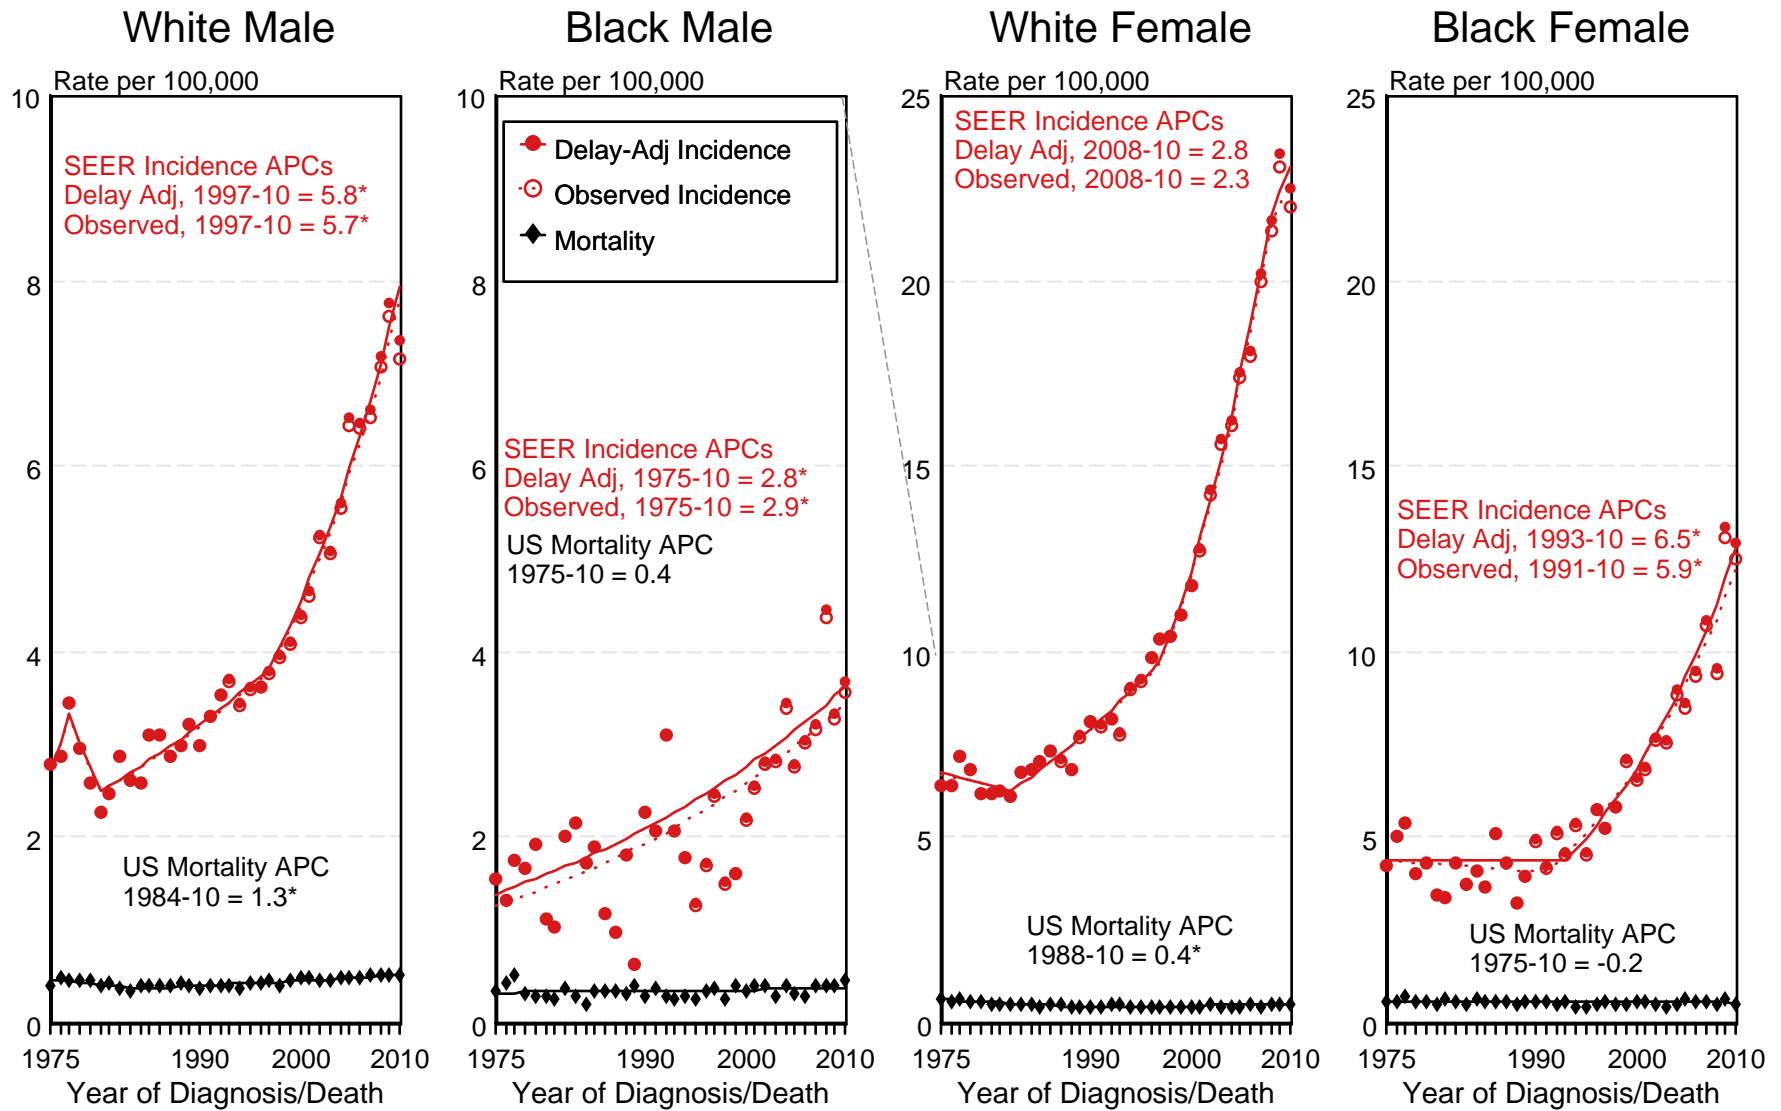 White Male
Rate per 100,000
10
8
6
4
2
0
SEER Incidence APCs
Delay Adj, 1997-10 = 5.8*
Observed, 1997-10 = 5.7*
US Mortality APC
1984-10 = 1.3*
1975 1990 2000 2010
Year of Diagnosis/Death
Black Male
Rate per 100,000
10
8
6
4
2
0
Delay-Adj Incidence
Observed Incidence
Mortality
SEER Incidence APCs
Delay Adj, 1975-10 = 2.8*
Observed, 1975-10 = 2.9*
US Mortality APC
1975-10 = 0.4
1975 1990 2000 2010
Year of Diagnosis/Death
White Female
Rate per 100,000
25
20
15
10
5
0
SEER Incidence APCs
Delay Adj, 2008-10 = 2.8
Observed, 2008-10 = 2.3
US Mortality APC
1988-10 = 0.4*
1975 1990 2000 2010
Year of Diagnosis/Death
Black Female
Rate per 100,000
25
20
15
10
5
0
SEER Incidence APCs
Delay Adj, 1993-10 = 6.5*
Observed, 1991-10 = 5.9*
US Mortality APC
1975-10 = -0.2
1975 1990 2000 2010
Year of Diagnosis/Death